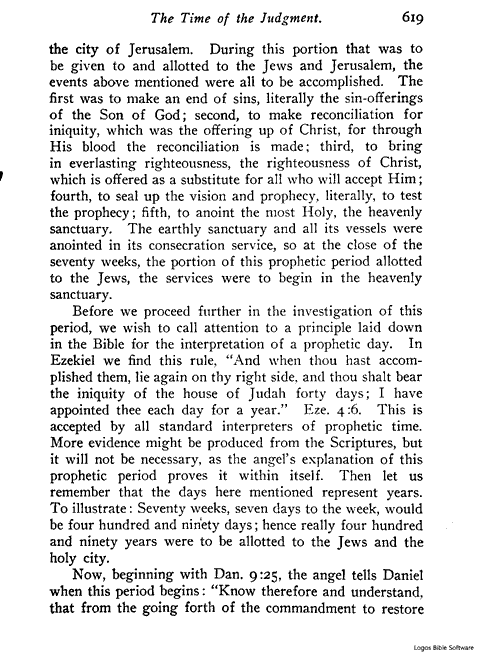 The Time of the Judgment. 619
the city of Jerusalem. During this portion that was to
be given to and allotted to the Jews and Jerusalem, the
events above mentioned were all to be accomplished. The
first was to make an end of sins, literally the sin-offerings
of the Son of God; second, to make reconciliation for
iniquity, which was the offering up of Christ, for through
His blood the reconciliation is made; third, to bring
in everlasting righteousness, the righteousness of Christ,
which is offered as a substitute for all who will accept Him;
fourth, to seal up the vision and prophecy, literally, to test
the prophecy; fifth, to anoint the most Holy, the heavenly
sanctuary. The earthly sanctuary and all its vessels were
anointed in its consecration service, so at the close of the
seventy weeks, the portion of this prophetic period allotted
to the Jews, the services were to begin in the heavenly
sanctuary.
Before we proceed further in the investigation of this
period, we wish to call attention to a principle laid down
in the Bible for the interpretation of a prophetic day. In
Ezekiel we find this rule, "And when thou hast accom-
plished them, lie again on thy right side, and thou shalt bear
the iniquity of the house of Judah forty days; I have
appointed thee each day for a year." Eze. 4:6. This is
accepted by all standard interpreters of prophetic time.
More evidence might be produced from the Scriptures, but
it will not be necessary, as the angel's explanation of this
prophetic period proves it within itself. Then let us
remember that the days here mentioned represent years.
To illustrate: Seventy weeks, seven days to the week, would
be four hundred and ninety days; hence really four hundred
and ninety years were to be allotted to the Jews and the
holy city.
Now, beginning with Dan. 9:25, the angel tells Daniel
when this period begins: "Know therefore and understand,
that from the going forth of the commandment to restore
Logos Bible Software